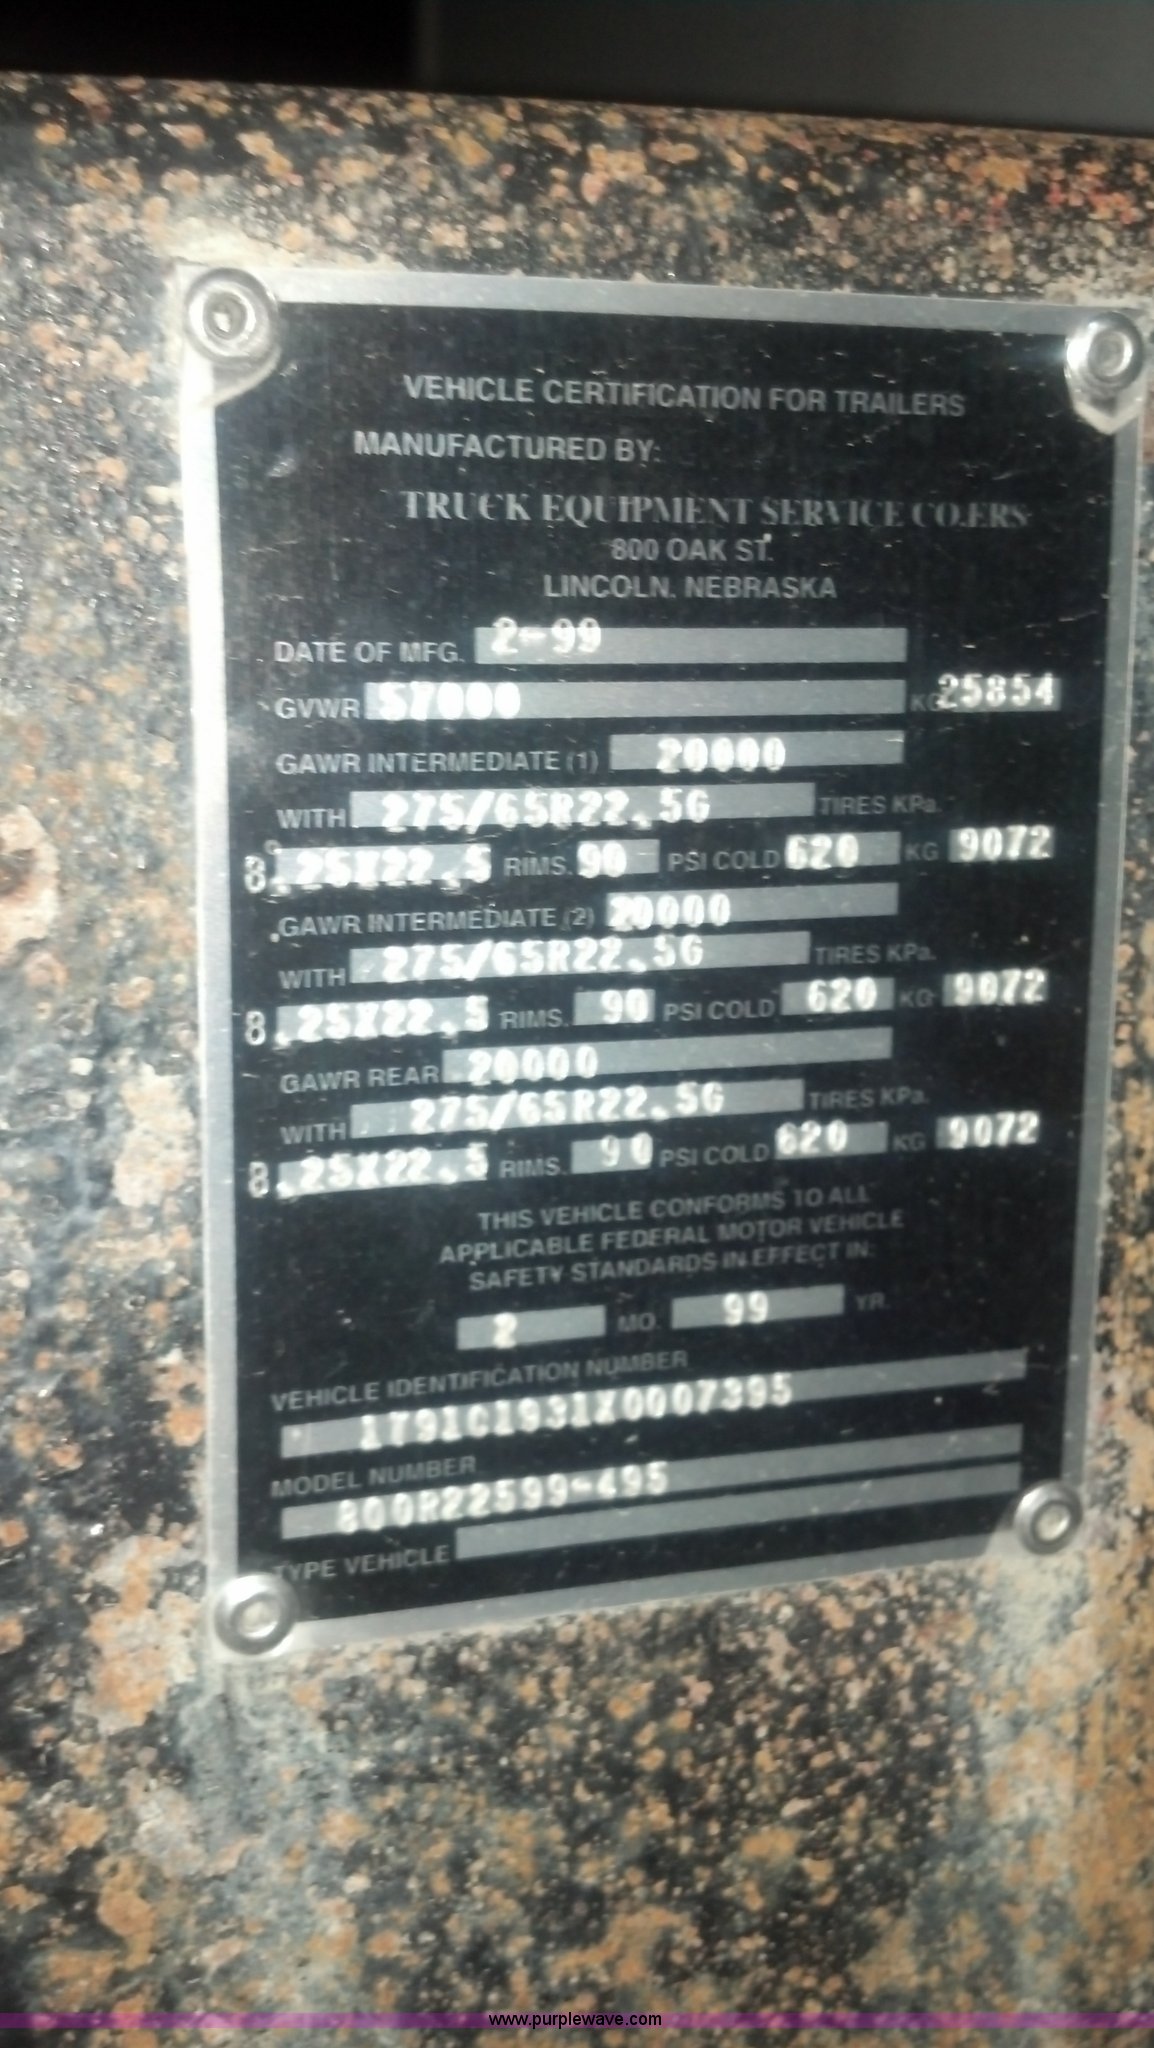 VEHICLE CERTIFICATION FOR TRAILERS
MANUFACTURED BY:
TRUCK EQUIPMENT SERVICE CO.ERS
800 OAK ST.
LINCOLN, NEBRASKA
DATE OF MFG. 2-99
GVWR 57000 KG 25854
GAWR INTERMEDIATE (1) 20000
WITH 275/65R22.5G TIRES KPa.
8.25X22.5 RIMS. 90 PSI COLD 620 KG 9072
GAWR INTERMEDIATE (2) 20000
WITH 275/65R22.5G TIRES KPa.
8.25X22.5 RIMS. 90 PSI COLD 620 KG 9072
GAWR REAR 20000
WITH 275/65R22.5G TIRES KPa.
8.25X22.5 RIMS. 90 PSI COLD 620 KG 9072
THIS VEHICLE CONFORMS TO ALL
APPLICABLE FEDERAL MOTOR VEHICLE
SAFETY STANDARDS IN EFFECT IN:
2 MO. 99 YR.
VEHICLE IDENTIFICATION NUMBER
1791C1931X0007395
MODEL NUMBER
800R22599-495
TYPE VEHICLE
www.purplewave.com